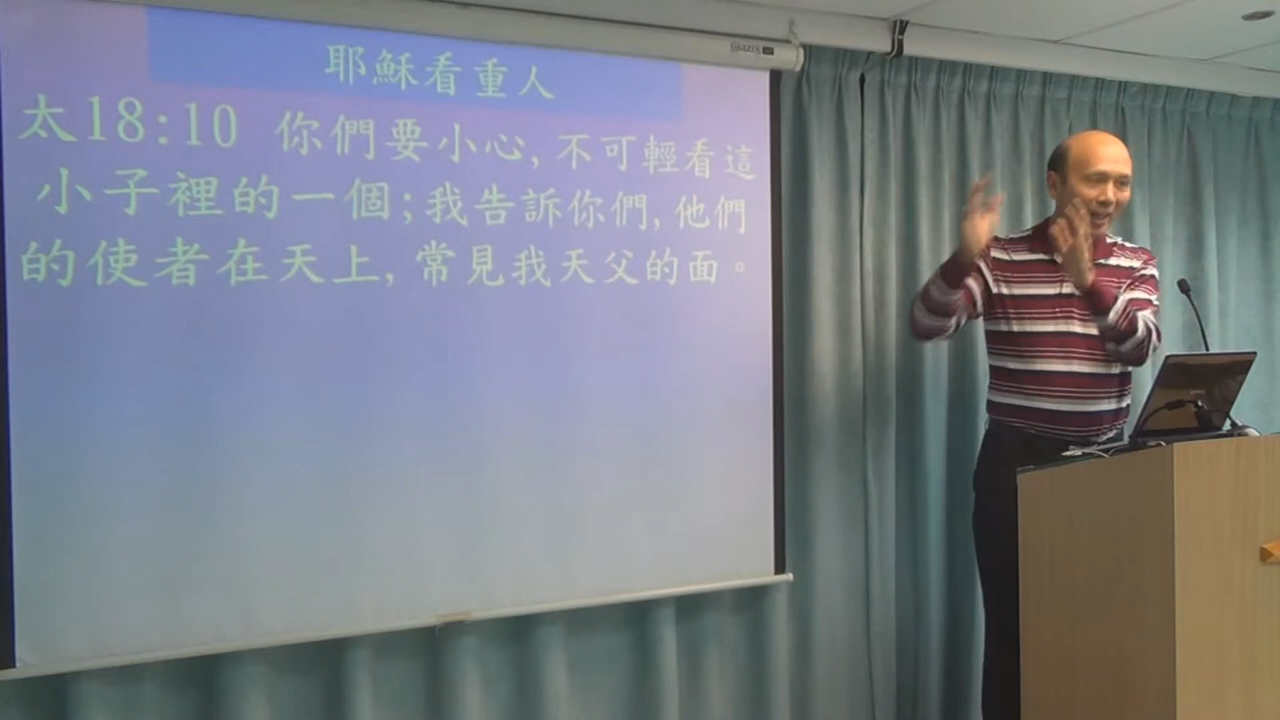 耶穌看重人
太18:10 你們要小心,不可輕看這
小子裡的一個;我告訴你們,他們
的使者在天上,常見我天父的面。